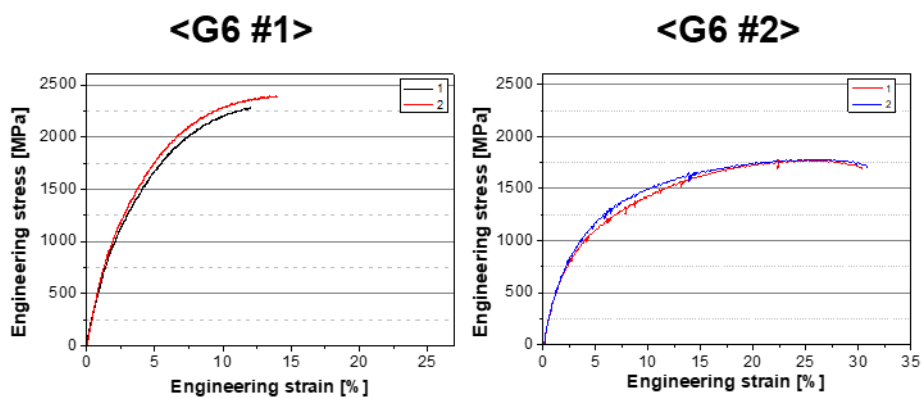 <G6 #1>
<G6 #2>
Engineering stress [MPa]
2500
2000
1500
1000
500
0
1
2
0 5 10 15 20 25
Engineering strain [%]
Engineering stress [MPa]
2500
2000
1500
1000
500
0
1
2
0 5 10 15 20 25 30 35
Engineering strain [%]